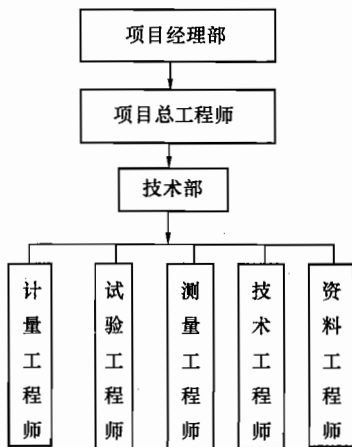 项目经理部
项目总工程师
技术部
计量工程师
试验工程师
测量工程师
技术工程师
资料工程师